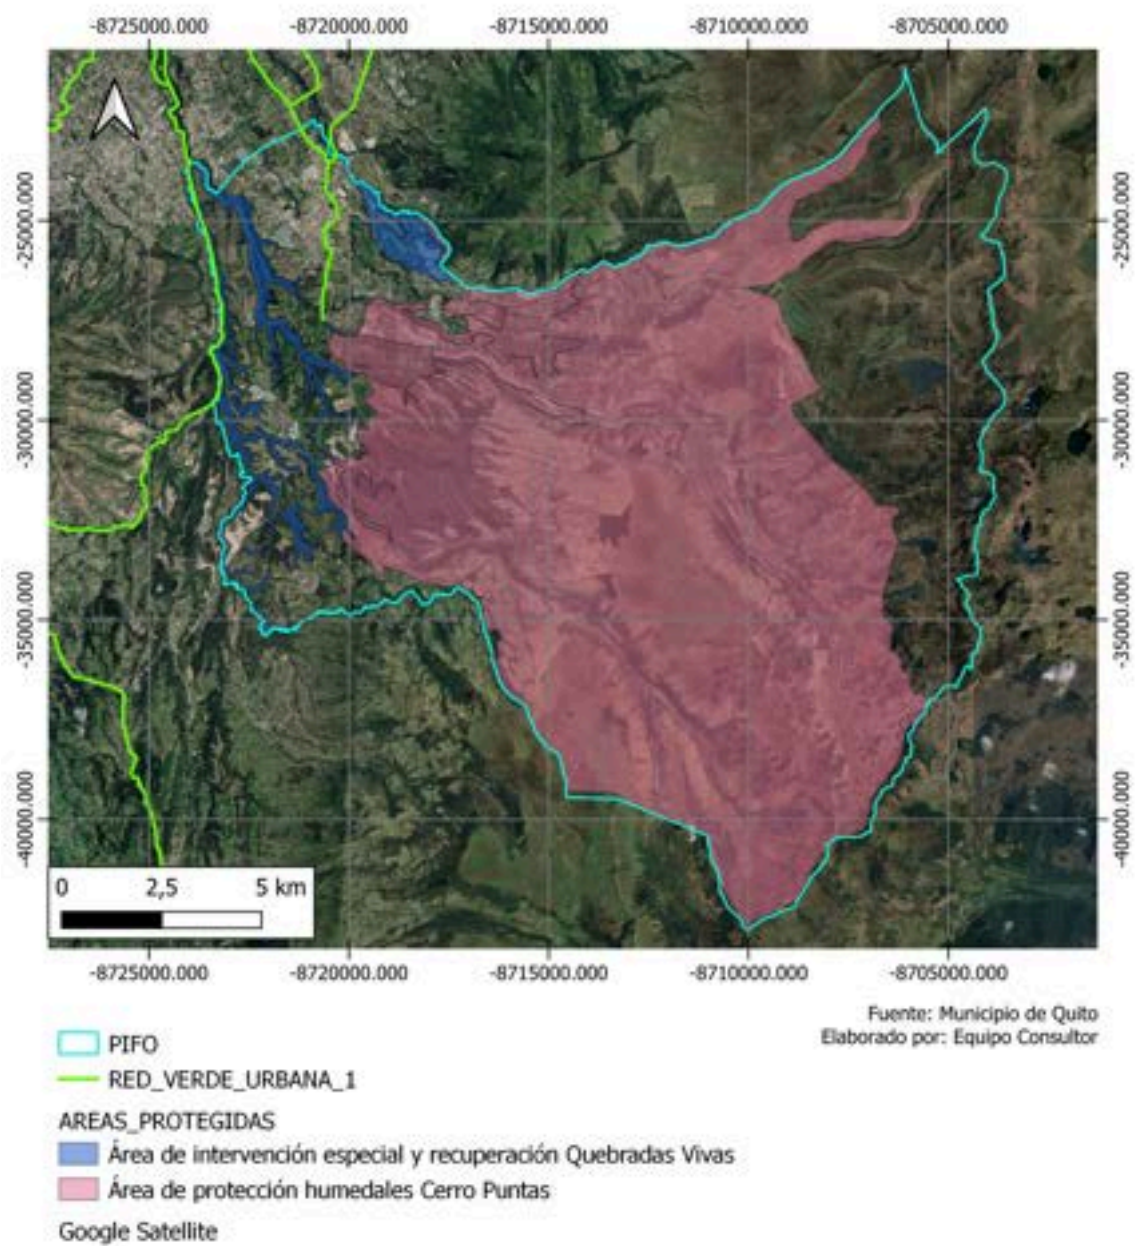 -8725000.000 -8720000.000 -8715000.000 -8710000.000 -8705000.000
-25000.000 -25000.000
-30000.000 -30000.000
-35000.000 -35000.000
-40000.000 -40000.000
0 2,5 5 km
-8725000.000 -8720000.000 -8715000.000 -8710000.000 -8705000.000
Fuente: Municipio de Quito
Elaborado por: Equipo Consultor
PIFO
RED_VERDE_URBANA_1
AREAS_PROTEGIDAS
Área de intervención especial y recuperación Quebradas Vivas
Área de protección humedales Cerro Puntas
Google Satellite